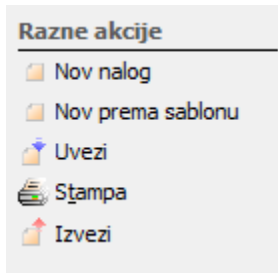 Razne akcije
Nov nalog
Nov prema sablonu
Uvezi
Stampa
Izvezi